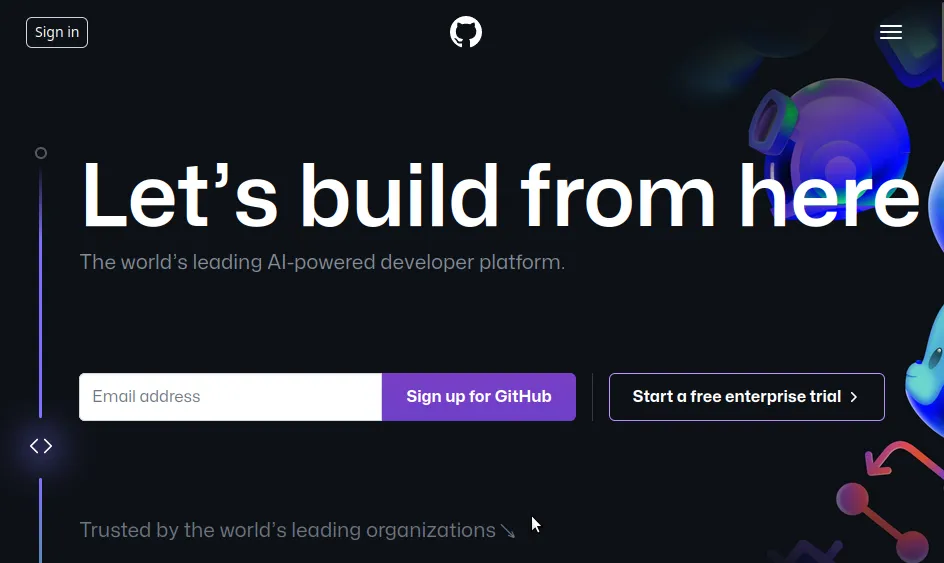 Sign in
Let’s build from here
The world’s leading AI-powered developer platform.
Email address
Sign up for GitHub
Start a free enterprise trial
Trusted by the world’s leading organizations ↘